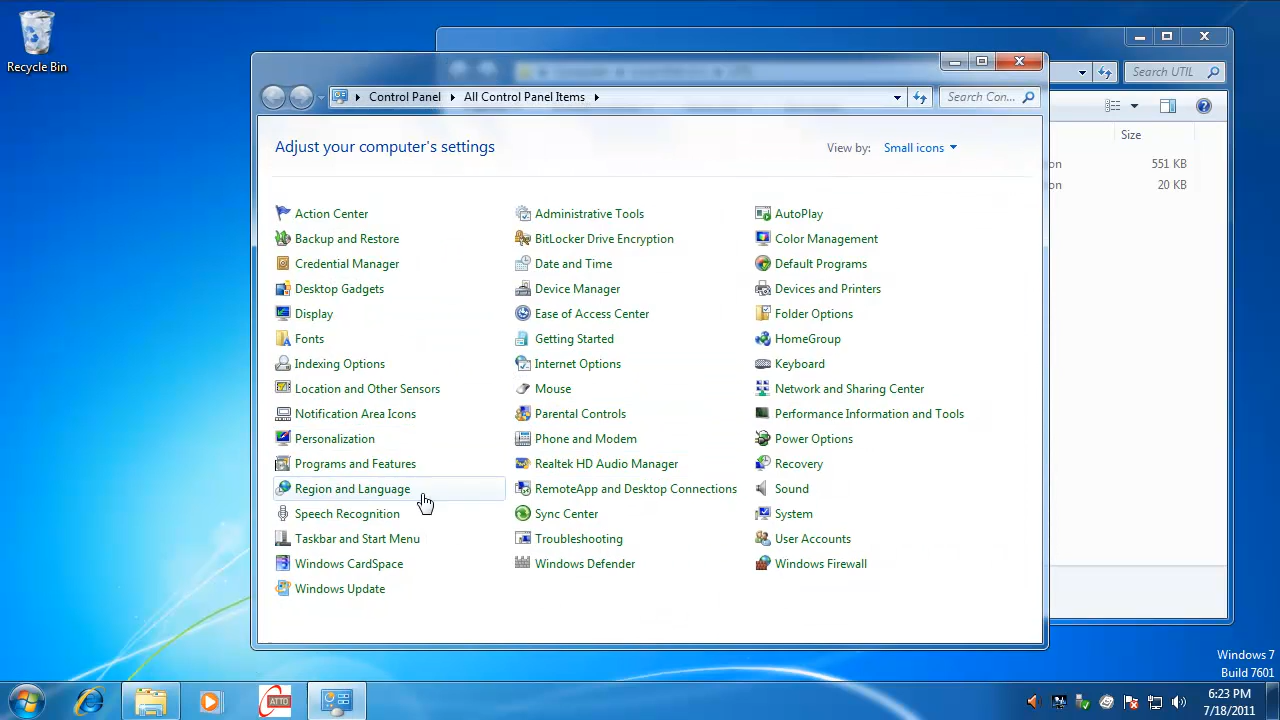 Recycle Bin
Search UTIL
Control Panel
All Control Panel Items
Search Con...
Size
Adjust your computer's settings
View by:
Small icons
on
551 KB
on
20 KB
Action Center
Administrative Tools
AutoPlay
Backup and Restore
BitLocker Drive Encryption
Color Management
Credential Manager
Date and Time
Default Programs
Desktop Gadgets
Device Manager
Devices and Printers
Display
Ease of Access Center
Folder Options
Fonts
Getting Started
HomeGroup
Indexing Options
Internet Options
Keyboard
Location and Other Sensors
Mouse
Network and Sharing Center
Notification Area Icons
Parental Controls
Performance Information and Tools
Personalization
Phone and Modem
Power Options
Programs and Features
Realtek HD Audio Manager
Recovery
Region and Language
RemoteApp and Desktop Connections
Sound
Speech Recognition
Sync Center
System
Taskbar and Start Menu
Troubleshooting
User Accounts
Windows CardSpace
Windows Defender
Windows Firewall
Windows Update
Windows 7
Build 7601
ATTO
6:23 PM
7/18/2011